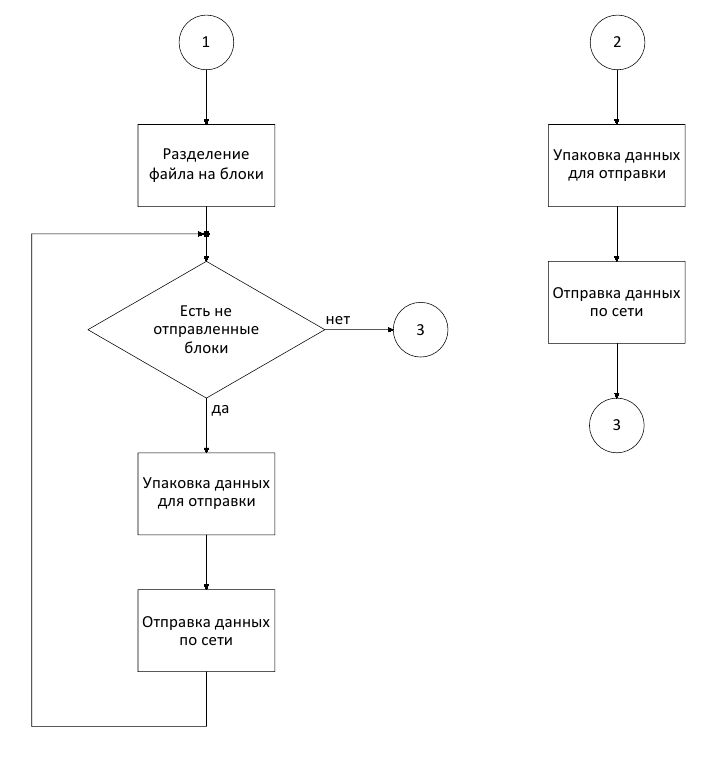 1
Разделение
файла на блоки
Есть не
отправленные
блоки
нет
3
да
Упаковка данных
для отправки
Отправка данных
по сети
2
Упаковка данных
для отправки
Отправка данных
по сети
3